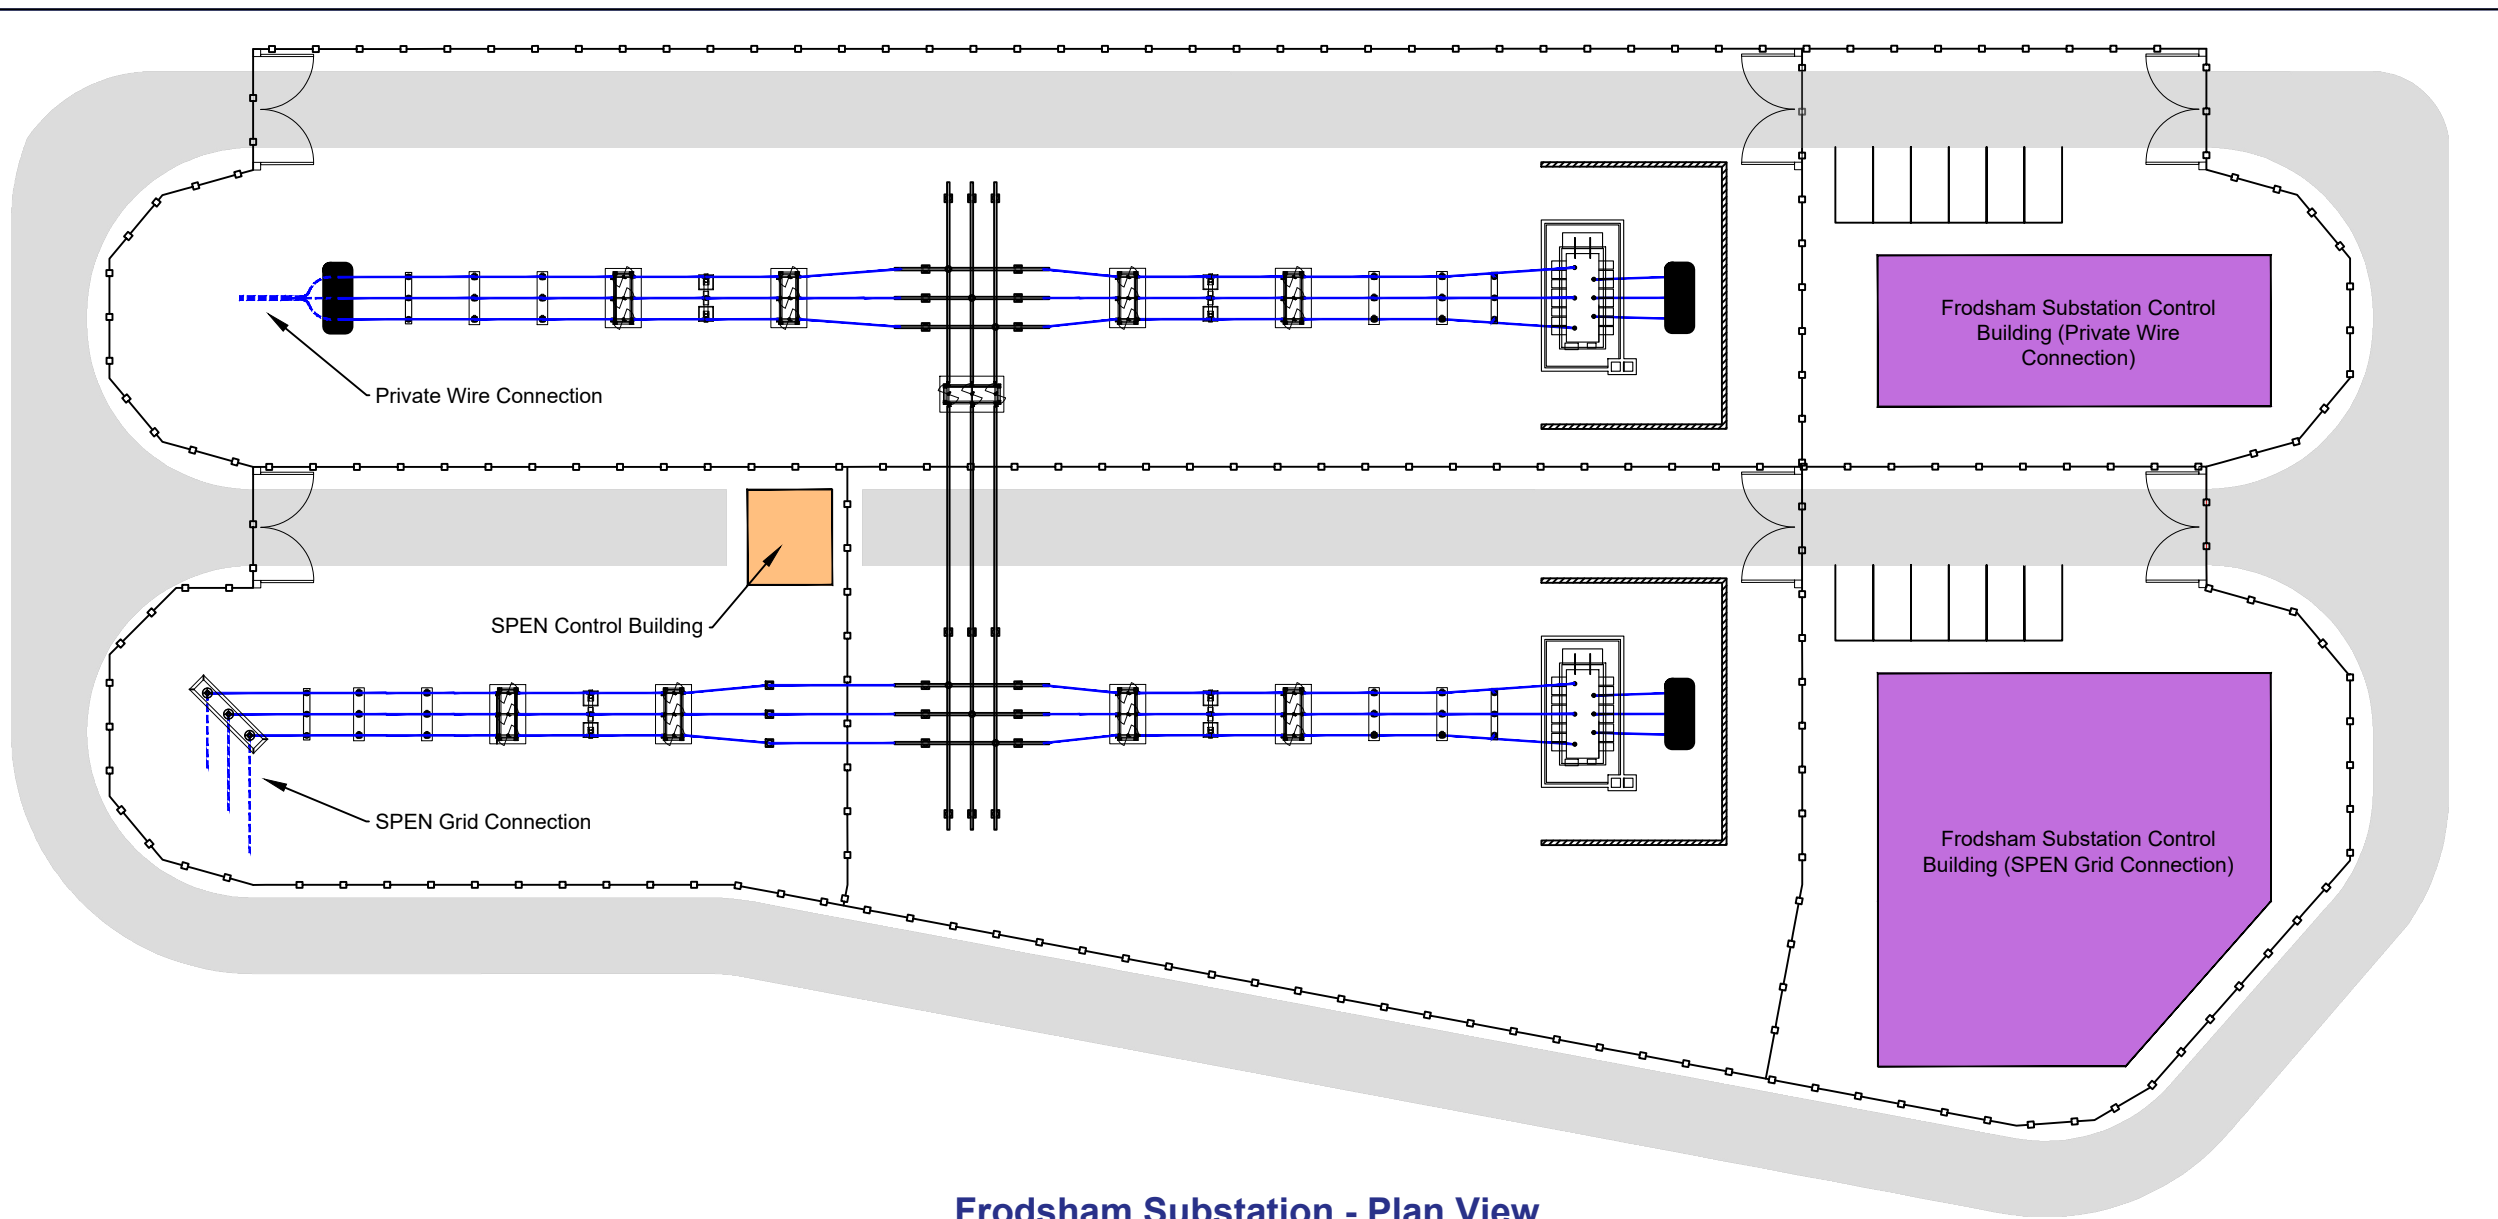 Frodsham Substation Control
Building (Private Wire
Connection)
Private Wire Connection
SPEN Control Building
SPEN Grid Connection
Frodsham Substation Control
Building (SPEN Grid Connection)
Frodsham Substation - Plan View